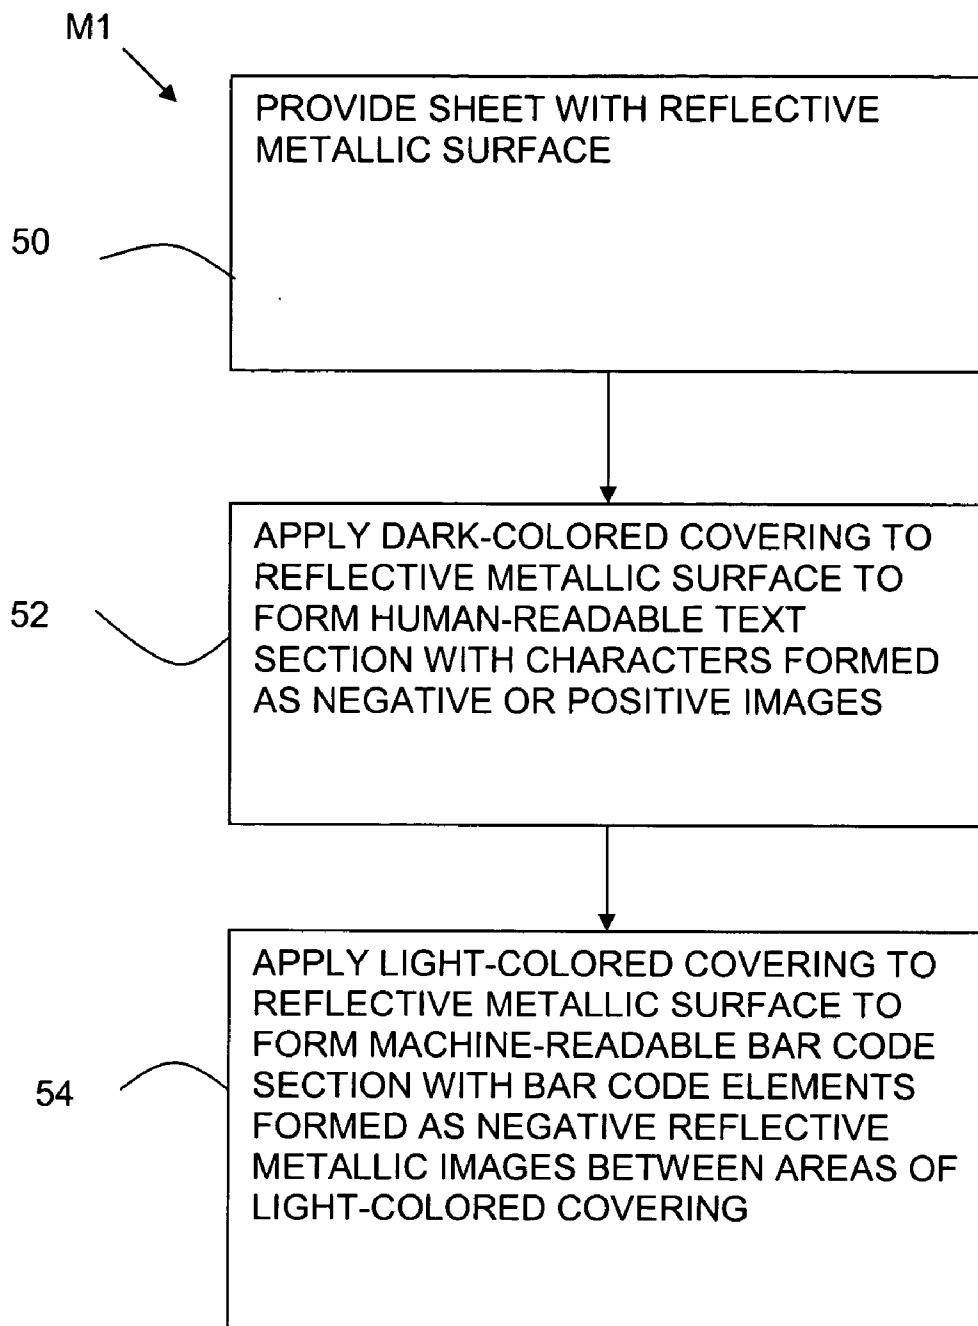 M1
PROVIDE SHEET WITH REFLECTIVE
METALLIC SURFACE
50
APPLY DARK-COLORED COVERING TO
REFLECTIVE METALLIC SURFACE TO
FORM HUMAN-READABLE TEXT
SECTION WITH CHARACTERS FORMED
AS NEGATIVE OR POSITIVE IMAGES
52
APPLY LIGHT-COLORED COVERING TO
REFLECTIVE METALLIC SURFACE TO
FORM MACHINE-READABLE BAR CODE
SECTION WITH BAR CODE ELEMENTS
FORMED AS NEGATIVE REFLECTIVE
METALLIC IMAGES BETWEEN AREAS OF
LIGHT-COLORED COVERING
54